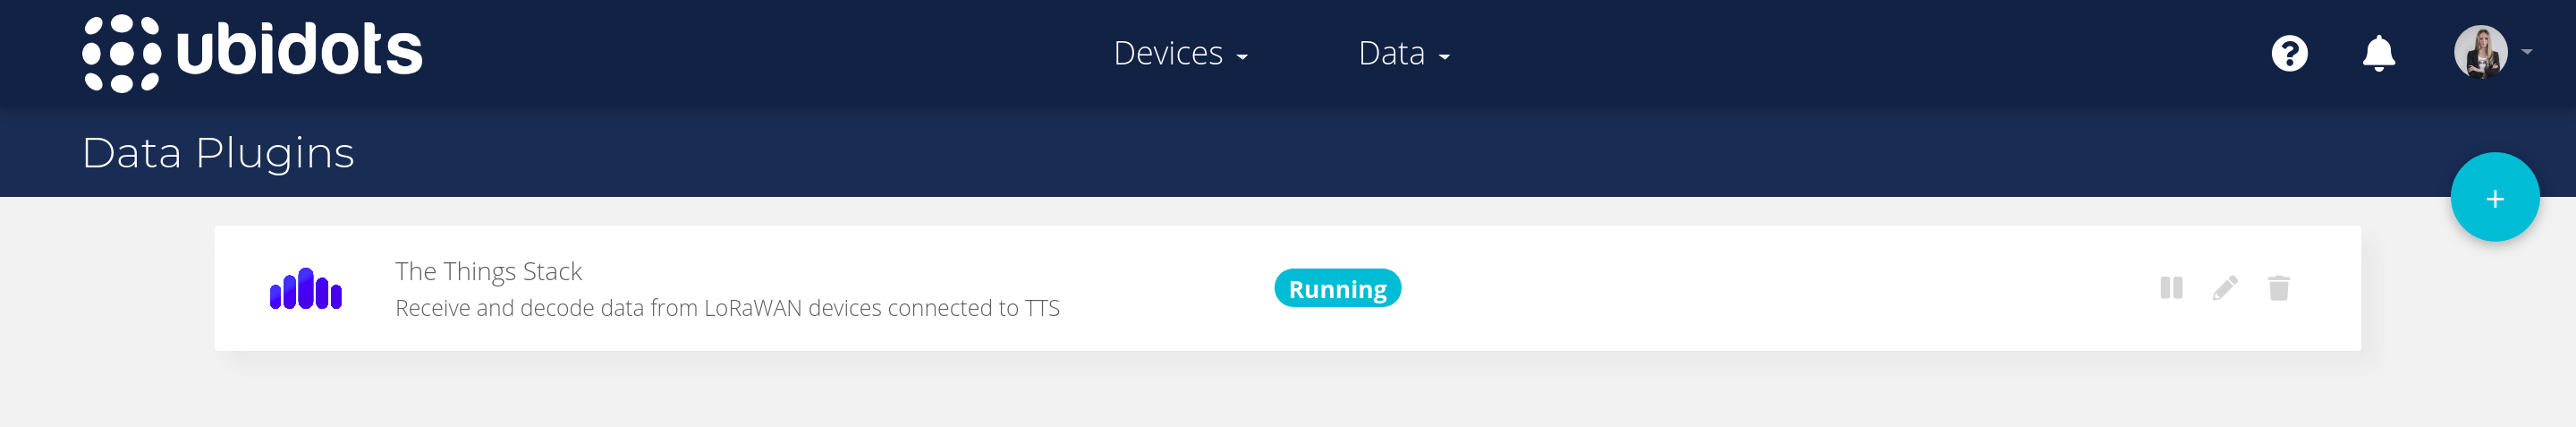 ubidots
Devices
Data
Data Plugins
+
The Things Stack
Receive and decode data from LoRaWAN devices connected to TTS
Running